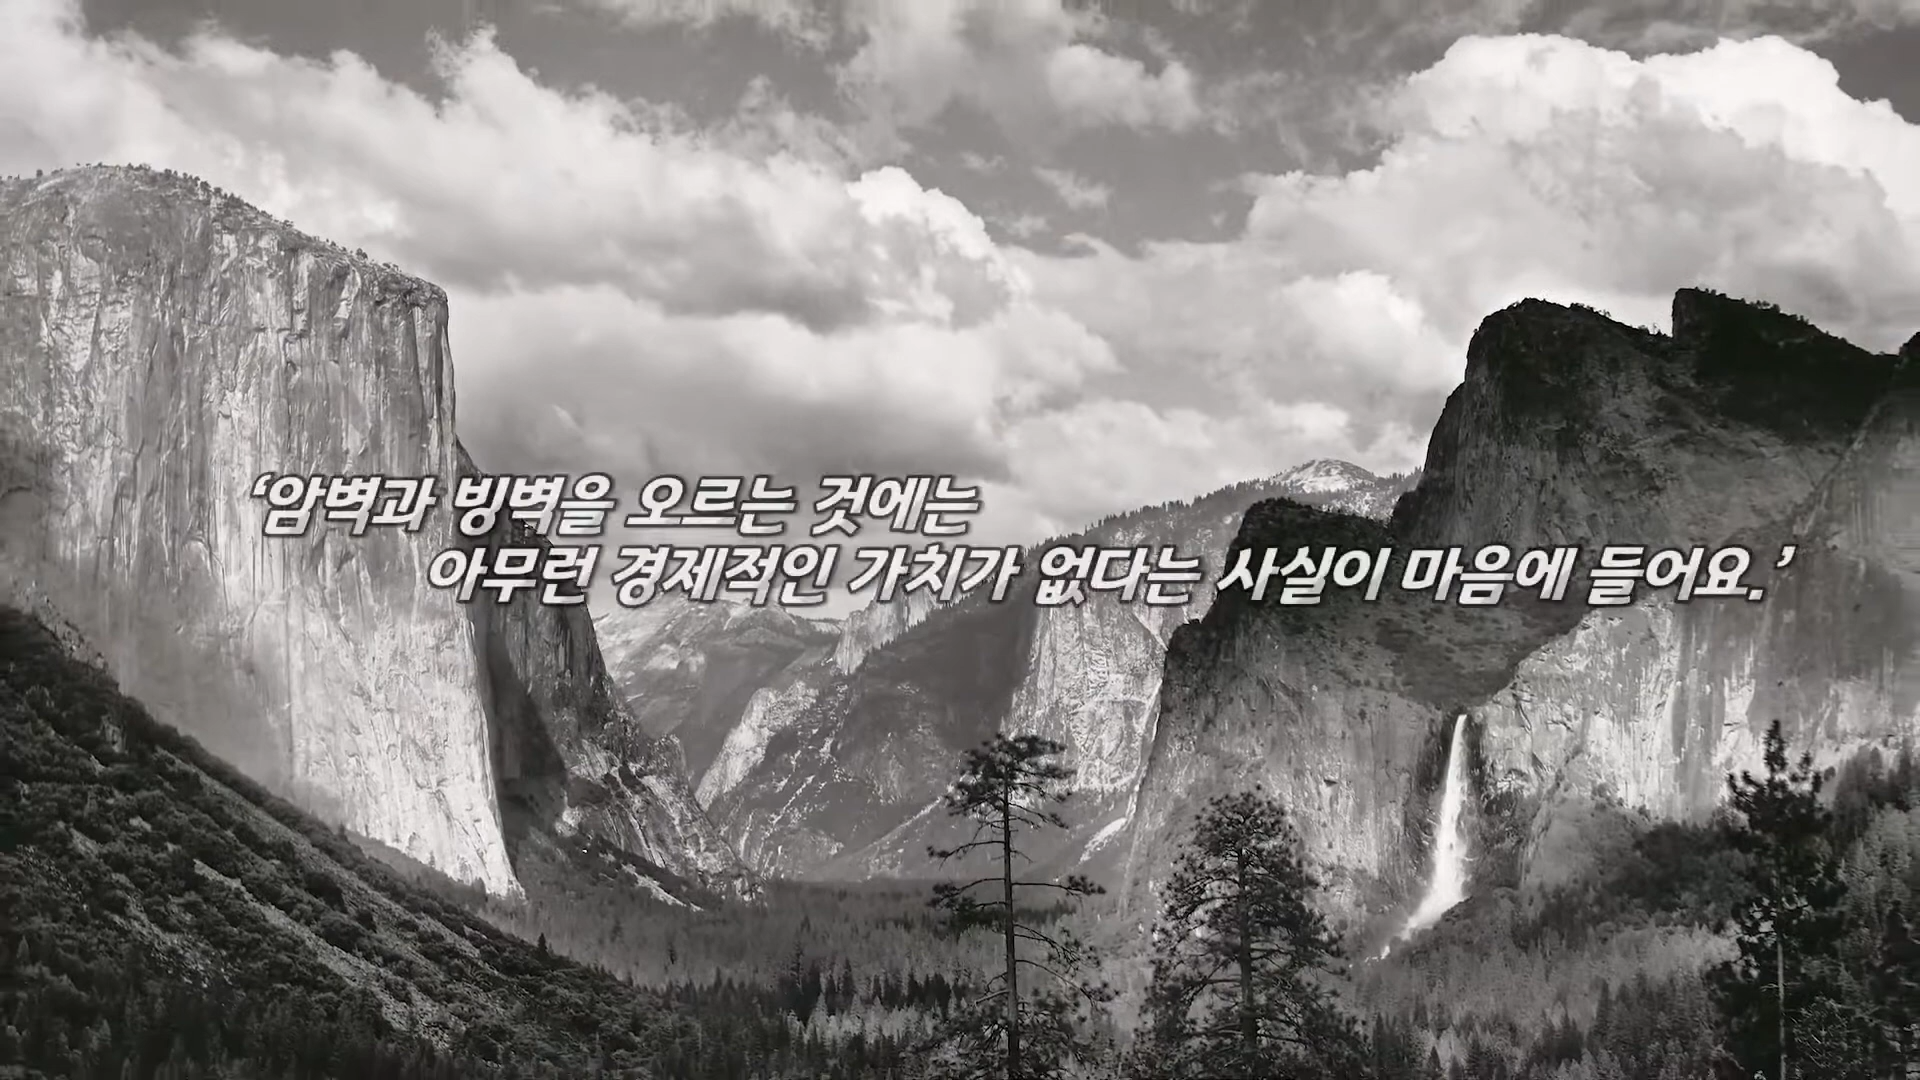 ‘암벽과 빙벽을 오르는 것에는
아무런 경제적인 가치가 없다는 사실이 마음에 들어요.’